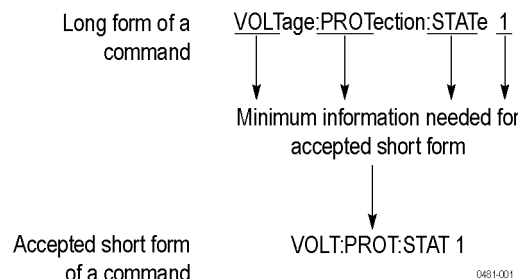 Long form of a
command
VOLTage:PROTection:STATe 1
Minimum information needed for
accepted short form
Accepted short form
of a command
VOLT:PROT:STAT 1
0481-001